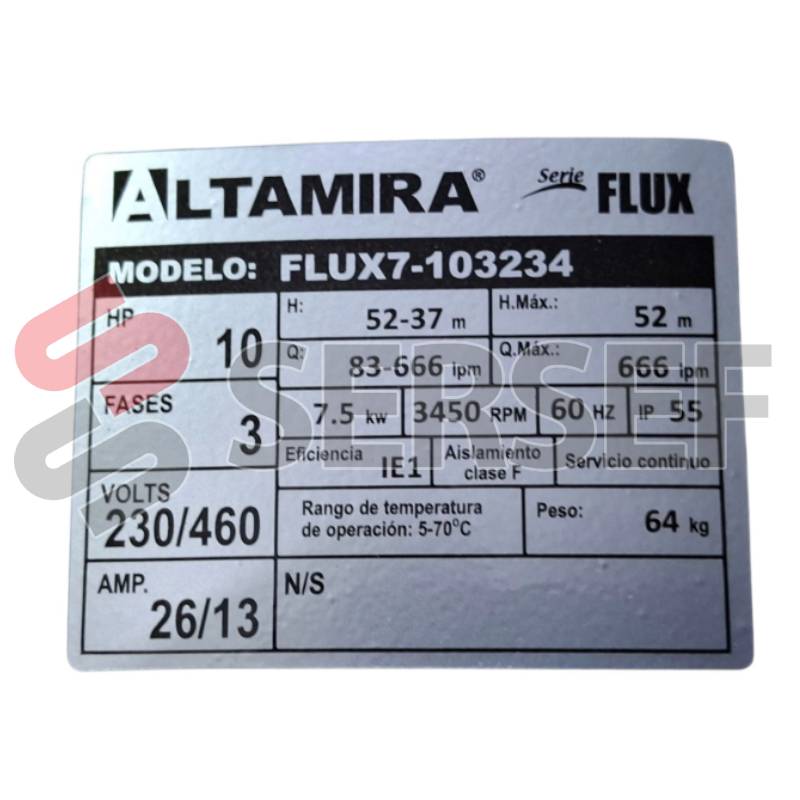 ALTAMIRA® Serie FLUX
MODELO: FLUX7-103234
HP 10
H: 52-37 m
H.Máx.: 52 m
Q: 83-666 lpm
Q.Máx.: 666 lpm
FASES 3
7.5 kw 3450 RPM 60 HZ IP 55
Eficiencia IE1
Aislamiento
clase F
Servicio continuo
VOLTS
230/460
Rango de temperatura
de operación: 5-70°C
Peso: 64 kg
AMP.
26/13
N/S
SERSEF